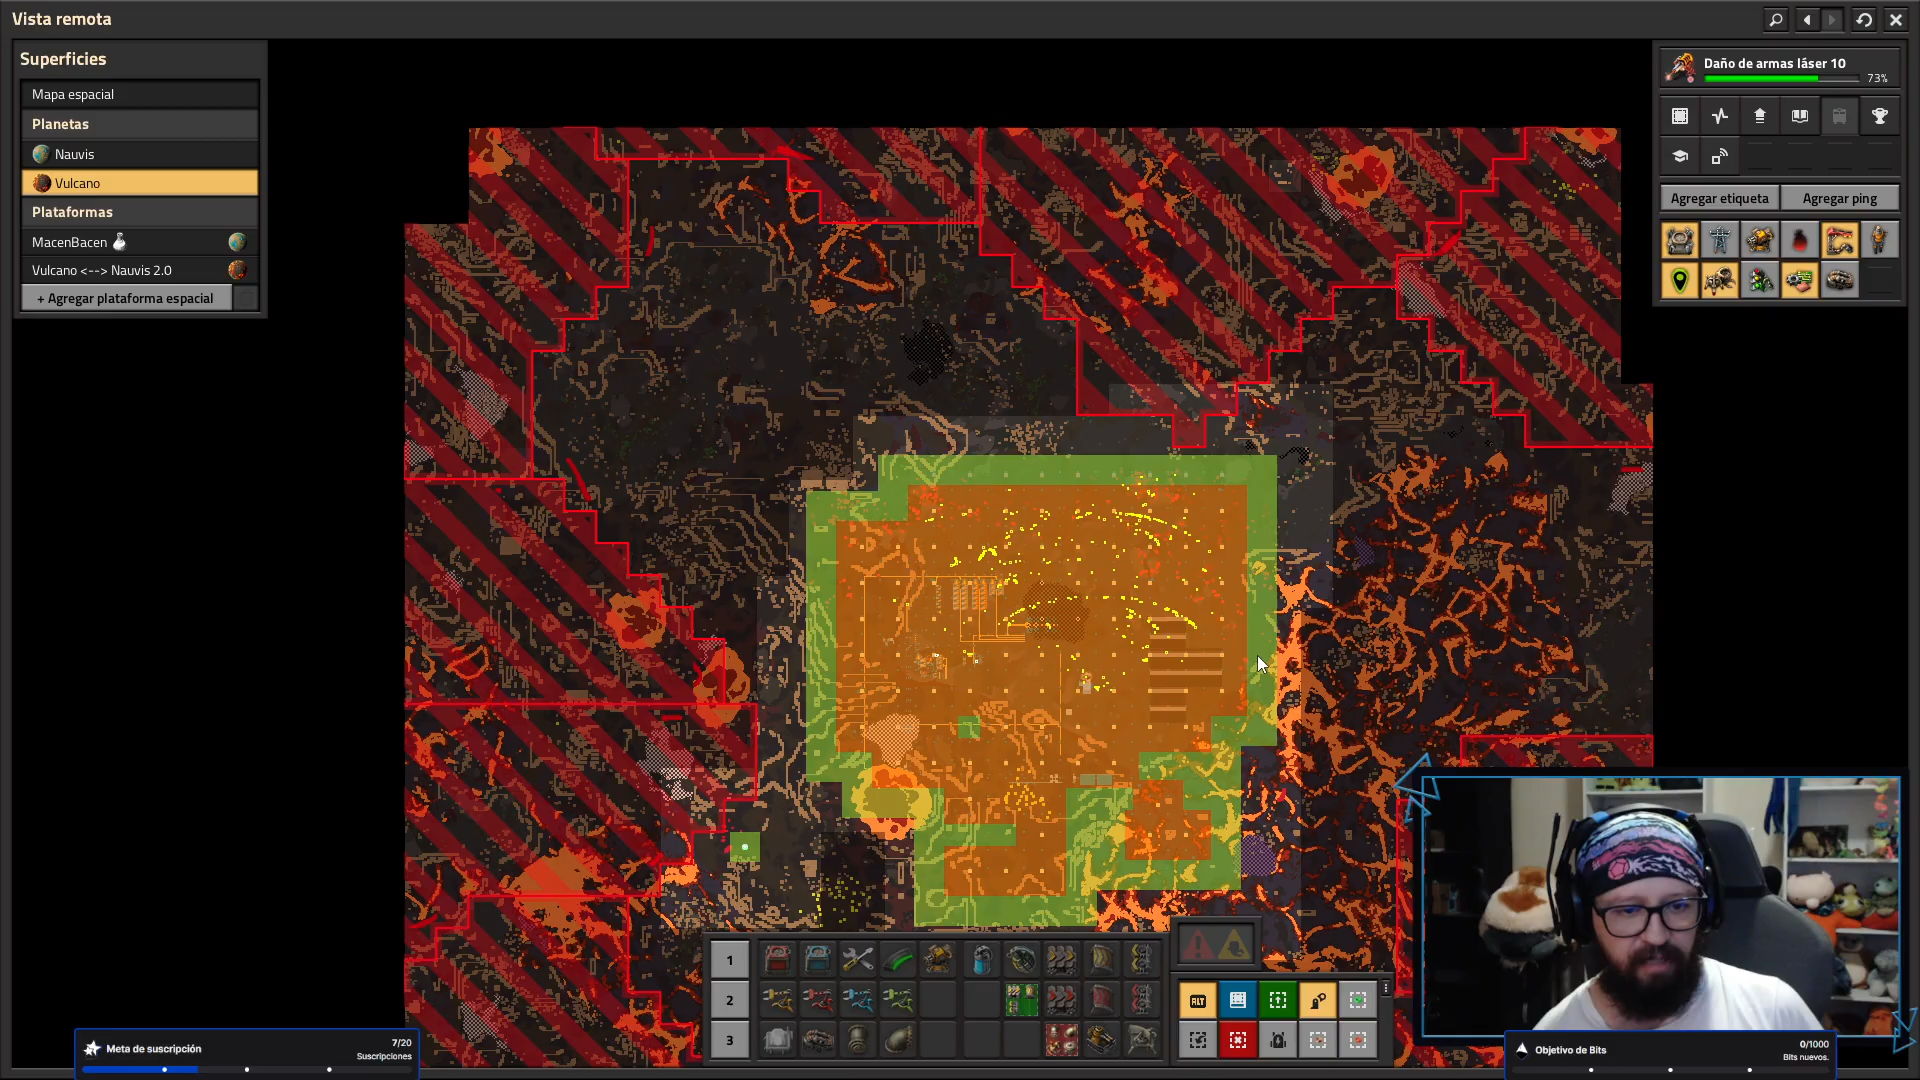 Vista remota
Superficies
Mapa espacial
Planetas
Nauvis
Vulcano
Plataformas
MacenBacen
Vulcano <--> Nauvis 2.0
+ Agregar plataforma espacial
Daño de armas láser 10
73%
Agregar etiqueta
Agregar ping
1
2
3
ALT
Meta de suscripción
7/20
Suscripciones
Objetivo de Bits
0/1000
Bits nuevos.